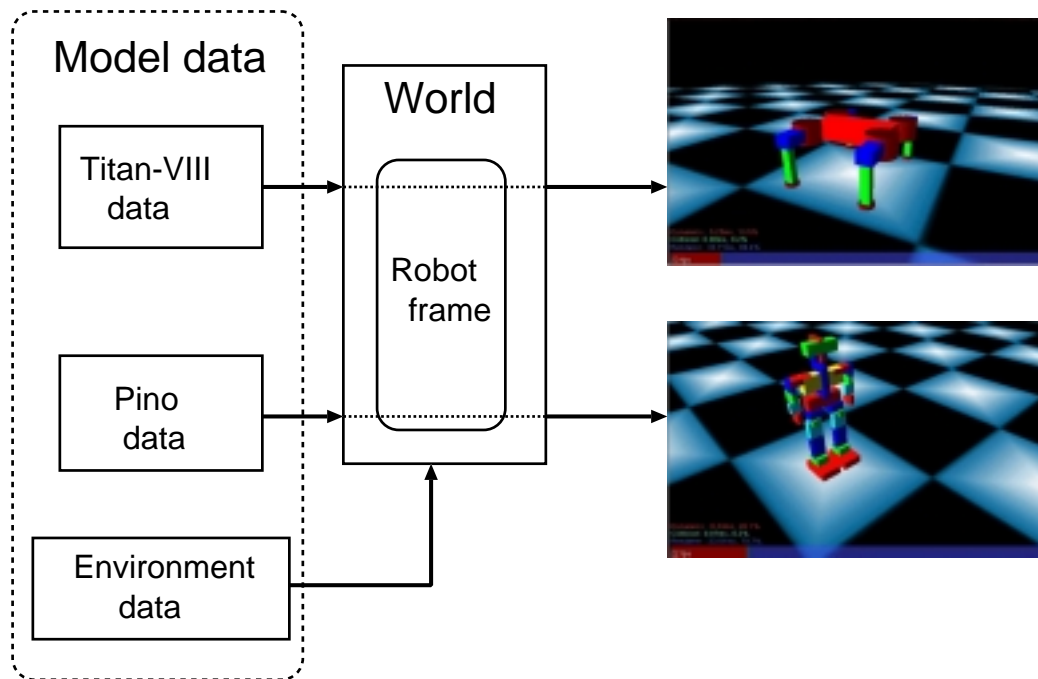 Model data
World
Titan-VIII
data
Robot
frame
Pino
data
Environment
data